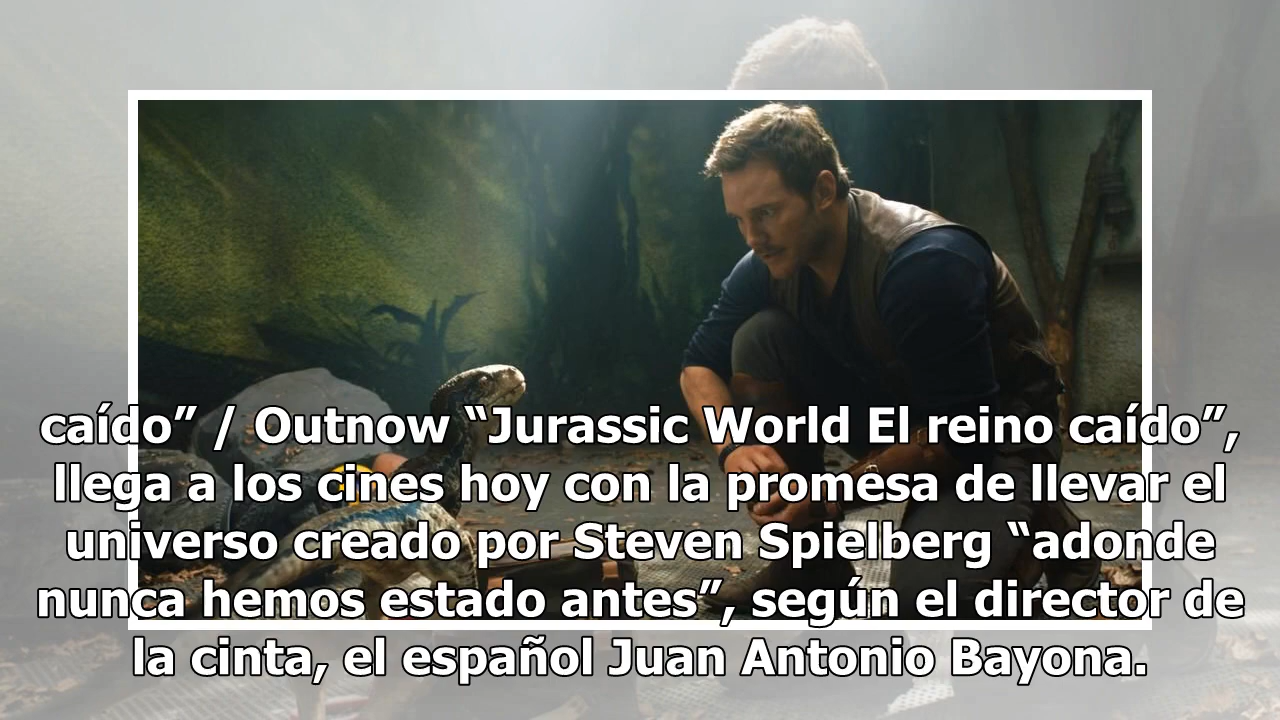 caído” / Outnow “Jurassic World El reino caído”,
llega a los cines hoy con la promesa de llevar el
universo creado por Steven Spielberg “adonde
nunca hemos estado antes”, según el director de
la cinta, el español Juan Antonio Bayona.